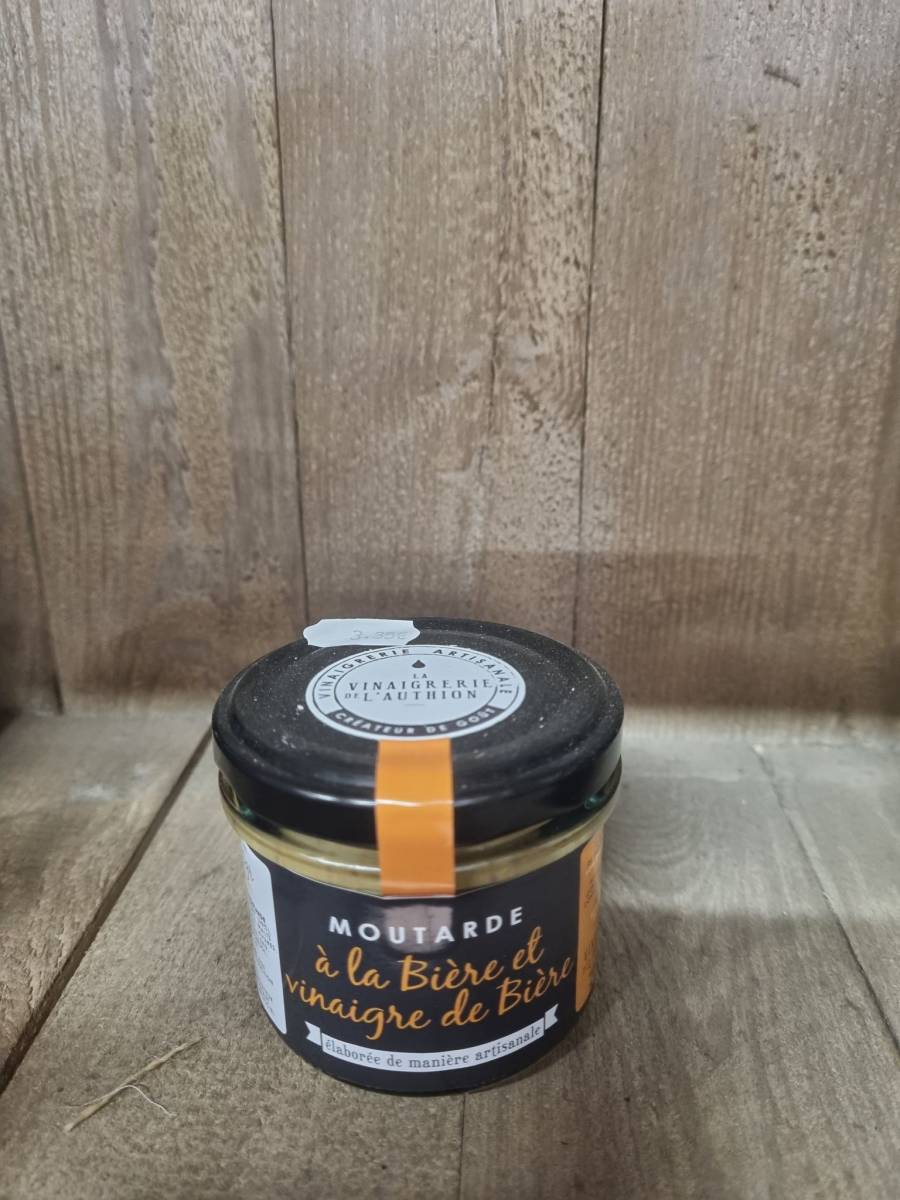 3.95€
VINAIGRERIE ARTISANALE
LA
VINAIGRERIE
DE L'AUTHION
CRÉATEUR DE GOÛT
MOUTARDE
à la Bière et
vinaigre de Bière
élaborée de manière artisanale